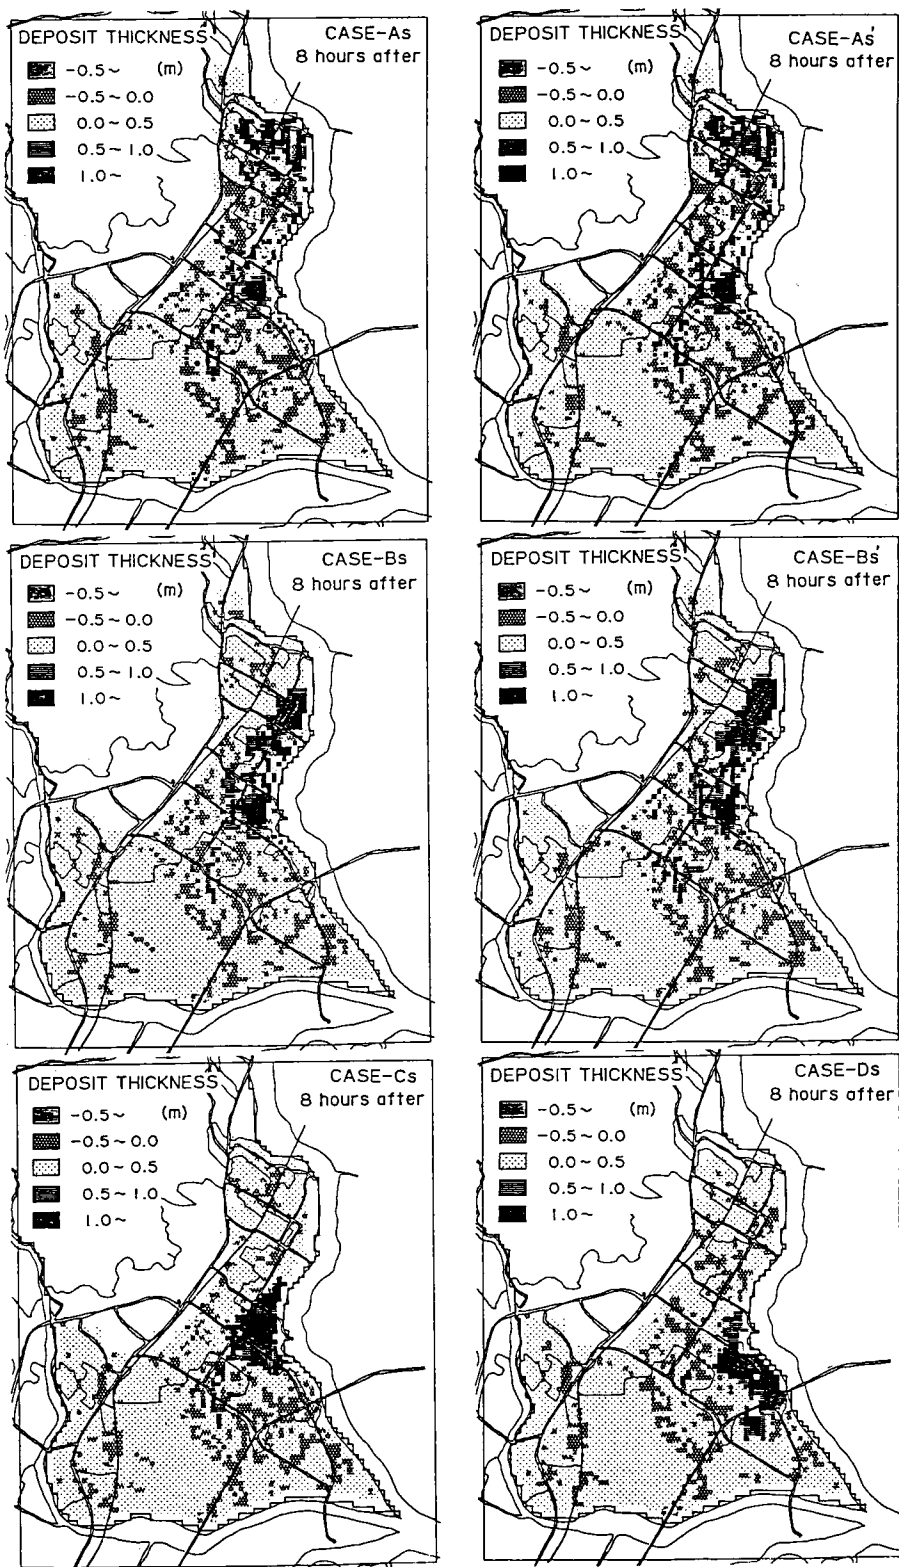 DEPOSIT THICKNESS
CASE-As
8 hours after
-0.5~ (m)
-0.5~0.0
0.0~0.5
0.5~1.0
1.0~
DEPOSIT THICKNESS
CASE-As'
8 hours after
-0.5~ (m)
-0.5~0.0
0.0~0.5
0.5~1.0
1.0~
DEPOSIT THICKNESS
CASE-Bs
8 hours after
-0.5~ (m)
-0.5~0.0
0.0~0.5
0.5~1.0
1.0~
DEPOSIT THICKNESS
CASE-Bs'
8 hours after
-0.5~ (m)
-0.5~0.0
0.0~0.5
0.5~1.0
1.0~
DEPOSIT THICKNESS
CASE-Cs
8 hours after
-0.5~ (m)
-0.5~0.0
0.0~0.5
0.5~1.0
1.0~
DEPOSIT THICKNESS
CASE-Ds
8 hours after
-0.5~ (m)
-0.5~0.0
0.0~0.5
0.5~1.0
1.0~